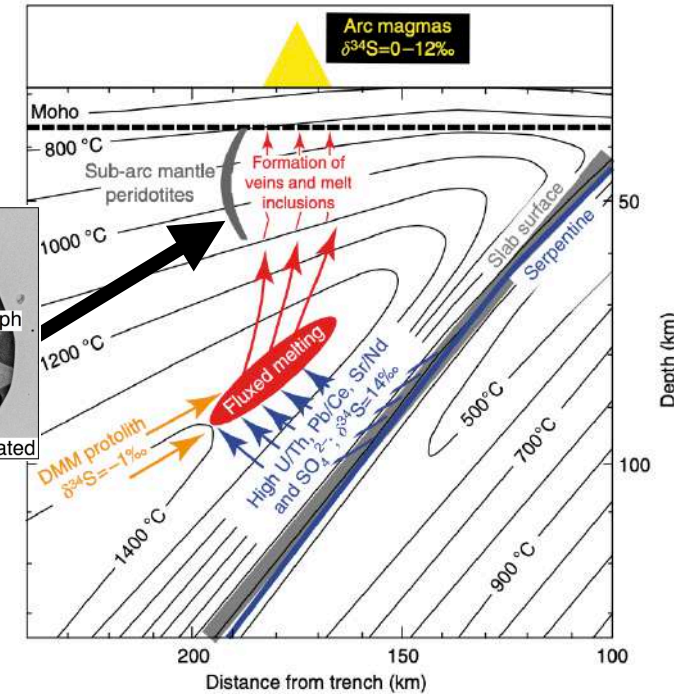 Arc magmas
δ³⁴S=0–12‰
Moho
800 °C
Sub-arc mantle
peridotites
Formation of
veins and melt
inclusions
50
1000 °C
Slab surface
Serpentine
ph
1200 °C
Fluxed melting
Depth (km)
ated
DMM protolith
δ³⁴S=–1‰
High U/Th, Pb/Ce, Sr/Nd
and SO₄²⁻, δ³⁴S=14‰
500°C
700°C
100
1400 °C
900 °C
200
150
100
Distance from trench (km)